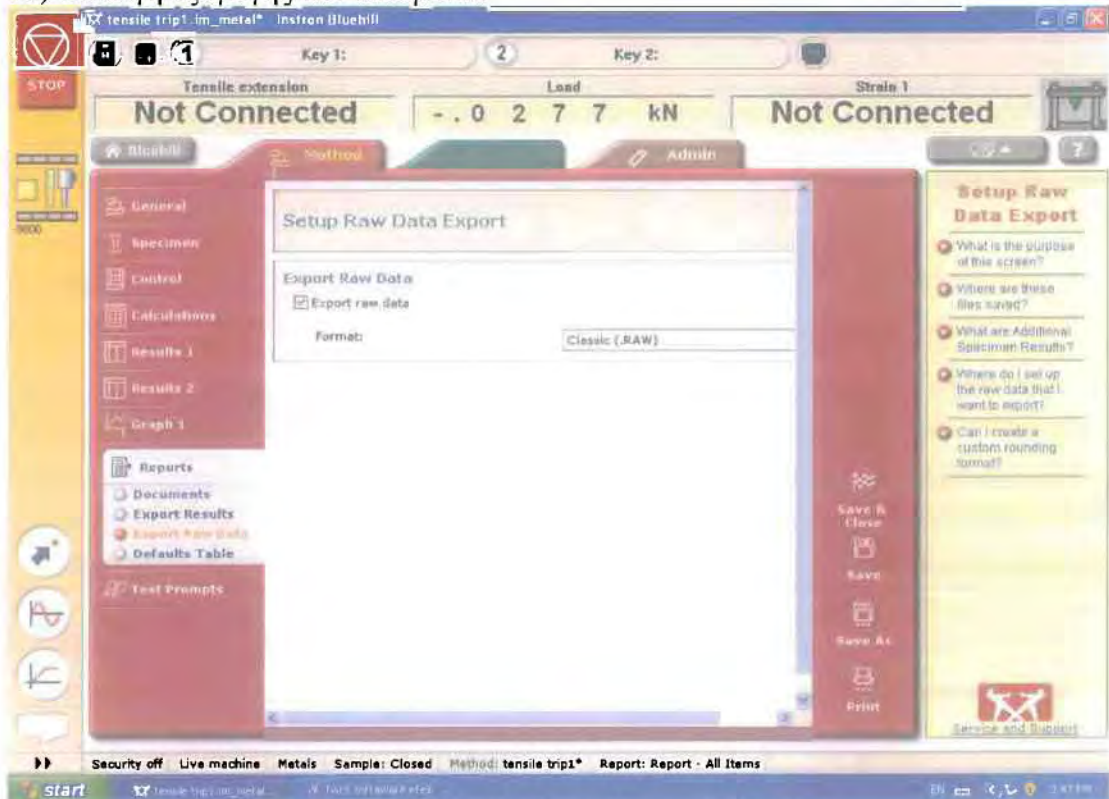 tensile trip1.im_metal* Instron Bluehill
1 Key 1: 2 Key 2:
STOP
Tensile extension Load Strain 1
Not Connected -.0277 kN Not Connected
Bluehill Method Admin ?
General
Specimen
Control
Calculations
Results 1
Results 2
Graph 1
Reports
Documents
Export Results
Export Raw Data
Defaults Table
Test Prompts
Setup Raw Data Export
Export Raw Data
Export raw data
Format: Classic (.RAW)
Save & Close
Save
Save As
Print
Setup Raw Data Export
What is the purpose of this screen?
Where are these files saved?
What are Additional Specimen Results?
Where do I set up the raw data that I want to export?
Can I create a custom rounding format?
Service and Support
Security off Live machine Metals Sample: Closed Method: tensile trip1* Report: Report - All Items
start EN